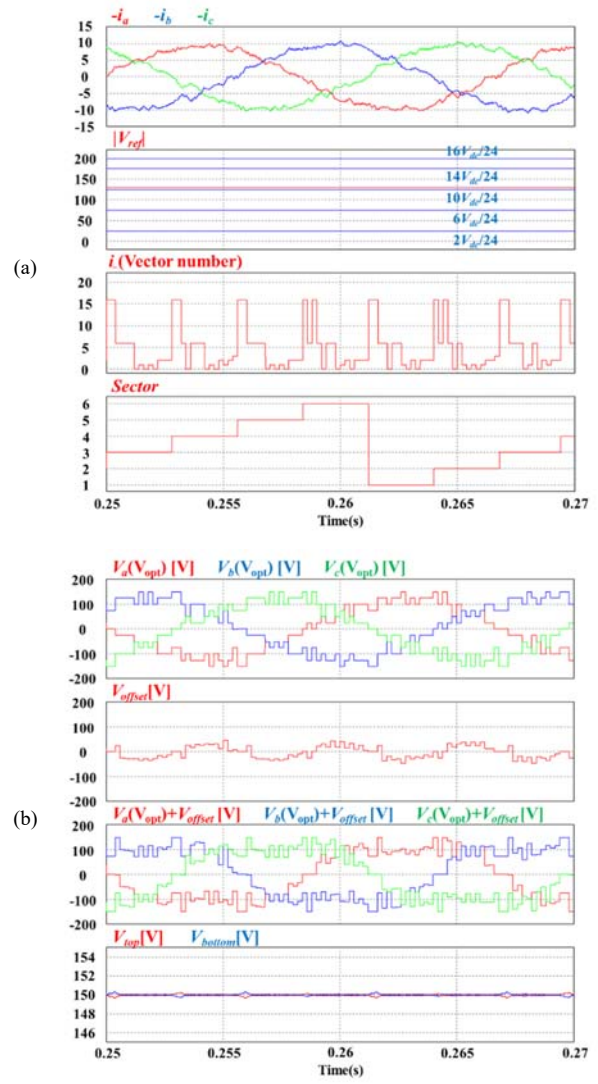 -ia -ib -ic
15
10
5
0
-5
-10
-15
|Vref|
200
150
100
50
0
16Vdc/24
14Vdc/24
10Vdc/24
6Vdc/24
2Vdc/24
(a)
i (Vector number)
20
15
10
5
0
Sector
6
5
4
3
2
1
0.25 0.255 0.26 0.265 0.27
Time(s)
Va(Vopt) [V] Vb(Vopt) [V] Vc(Vopt) [V]
200
100
0
-100
-200
Voffset[V]
200
100
0
-100
-200
(b)
Va(Vopt)+Voffset [V] Vb(Vopt)+Voffset [V] Vc(Vopt)+Voffset [V]
200
100
0
-100
-200
Vtop[V] Vbottom[V]
154
152
150
148
146
0.25 0.255 0.26 0.265 0.27
Time(s)